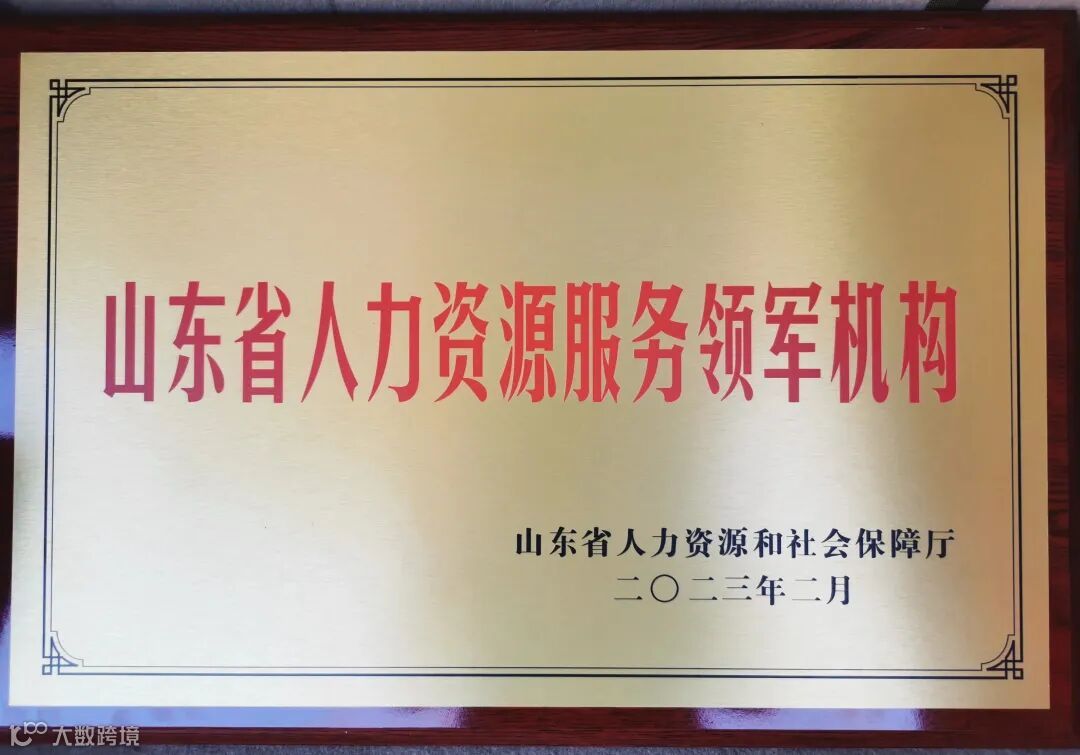 山东省人力资源服务领军机构
山东省人力资源和社会保障厅
二〇二三年二月
大数跨境